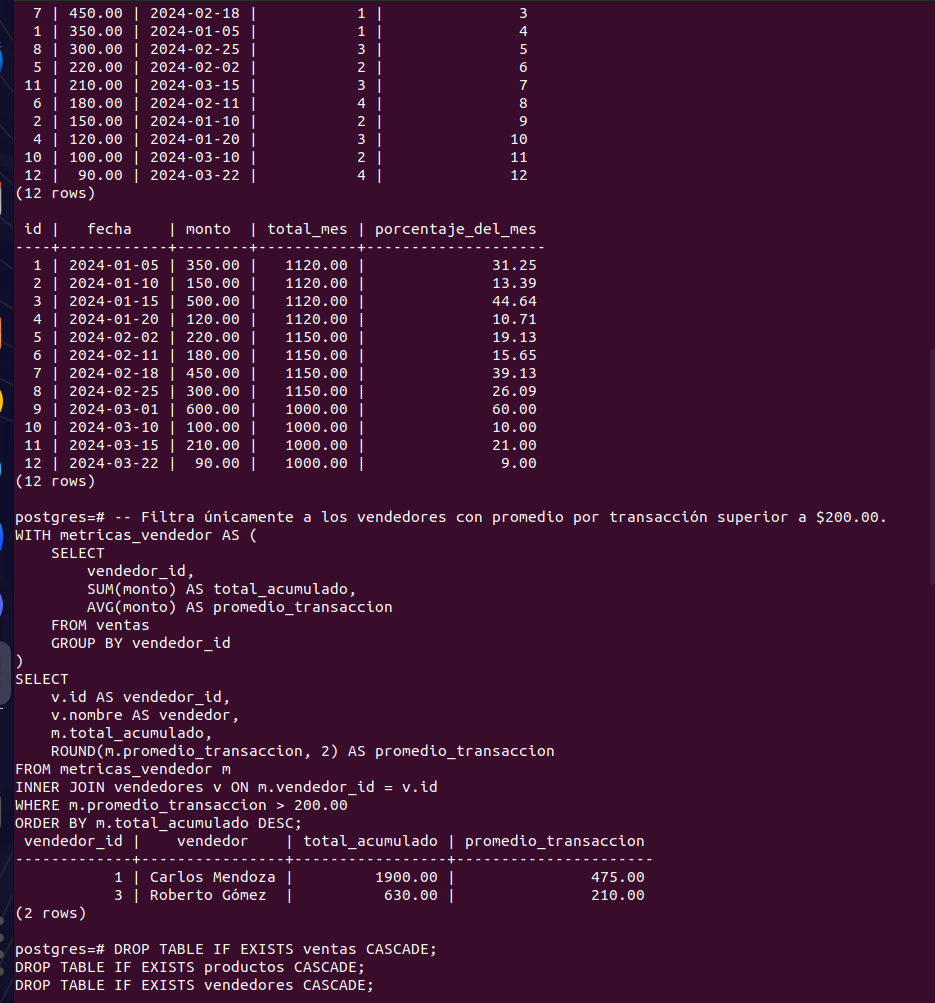 7 | 450.00 | 2024-02-18 |           1 |               3
  1 | 350.00 | 2024-01-05 |           1 |               4
  8 | 300.00 | 2024-02-25 |           3 |               5
  5 | 220.00 | 2024-02-02 |           2 |               6
 11 | 210.00 | 2024-03-15 |           3 |               7
  6 | 180.00 | 2024-02-11 |           4 |               8
  2 | 150.00 | 2024-01-10 |           2 |               9
  4 | 120.00 | 2024-01-20 |           3 |              10
 10 | 100.00 | 2024-03-10 |           2 |              11
 12 |  90.00 | 2024-03-22 |           4 |              12
(12 rows)

 id |   fecha    | monto  | total_mes | porcentaje_del_mes
----+------------+--------+-----------+--------------------
  1 | 2024-01-05 | 350.00 |   1120.00 |              31.25
  2 | 2024-01-10 | 150.00 |   1120.00 |              13.39
  3 | 2024-01-15 | 500.00 |   1120.00 |              44.64
  4 | 2024-01-20 | 120.00 |   1120.00 |              10.71
  5 | 2024-02-02 | 220.00 |   1150.00 |              19.13
  6 | 2024-02-11 | 180.00 |   1150.00 |              15.65
  7 | 2024-02-18 | 450.00 |   1150.00 |              39.13
  8 | 2024-02-25 | 300.00 |   1150.00 |              26.09
  9 | 2024-03-01 | 600.00 |   1000.00 |              60.00
 10 | 2024-03-10 | 100.00 |   1000.00 |              10.00
 11 | 2024-03-15 | 210.00 |   1000.00 |              21.00
 12 | 2024-03-22 |  90.00 |   1000.00 |               9.00
(12 rows)

postgres=# -- Filtra únicamente a los vendedores con promedio por transacción superior a $200.00.
WITH metricas_vendedor AS (
    SELECT
        vendedor_id,
        SUM(monto) AS total_acumulado,
        AVG(monto) AS promedio_transaccion
    FROM ventas
    GROUP BY vendedor_id
)
SELECT
    v.id AS vendedor_id,
    v.nombre AS vendedor,
    m.total_acumulado,
    ROUND(m.promedio_transaccion, 2) AS promedio_transaccion
FROM metricas_vendedor m
INNER JOIN vendedores v ON m.vendedor_id = v.id
WHERE m.promedio_transaccion > 200.00
ORDER BY m.total_acumulado DESC;
 vendedor_id |    vendedor    | total_acumulado | promedio_transaccion
-------------+----------------+-----------------+----------------------
           1 | Carlos Mendoza |         1900.00 |               475.00
           3 | Roberto Gómez  |          630.00 |               210.00
(2 rows)

postgres=# DROP TABLE IF EXISTS ventas CASCADE;
DROP TABLE IF EXISTS productos CASCADE;
DROP TABLE IF EXISTS vendedores CASCADE;